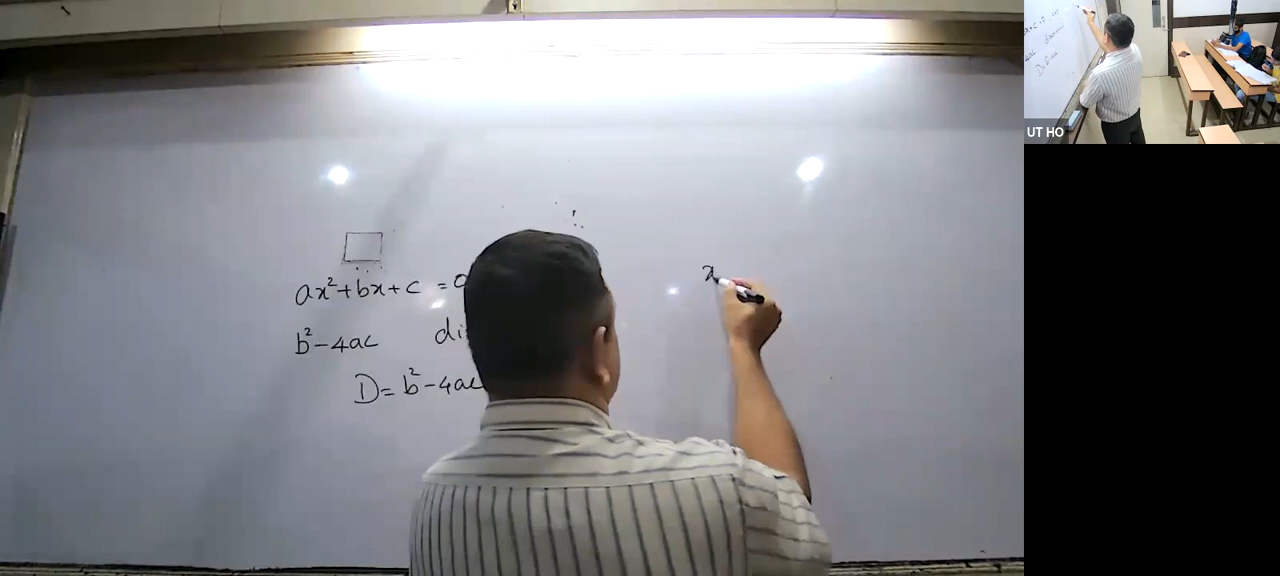 ax²+bx+c = 0
b²-4ac di
D=b²-4ac
x
UT HO